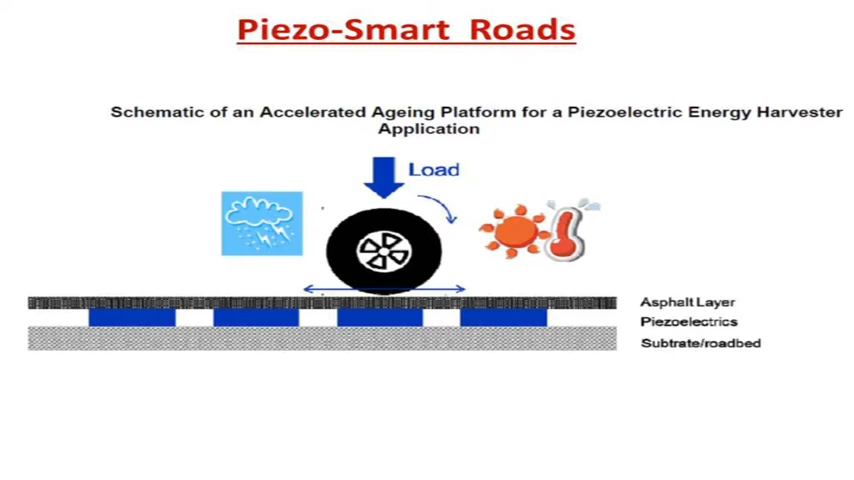 Piezo-Smart Roads
Schematic of an Accelerated Ageing Platform for a Piezoelectric Energy Harvester
Application
Load
Asphalt Layer
Piezoelectrics
Subtrate/roadbed